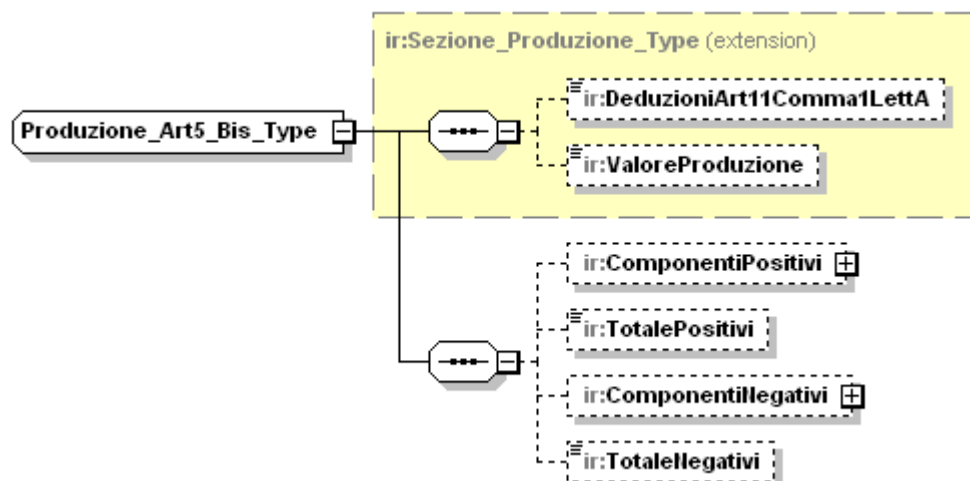 ir:Sezione_Produzione_Type (extension)
ir:DeduzioniArt11Comma1LettA
Produzione_Art5_Bis_Type
ir:ValoreProduzione
ir:ComponentiPositivi
ir:TotalePositivi
ir:ComponentiNegativi
ir:TotaleNegativi